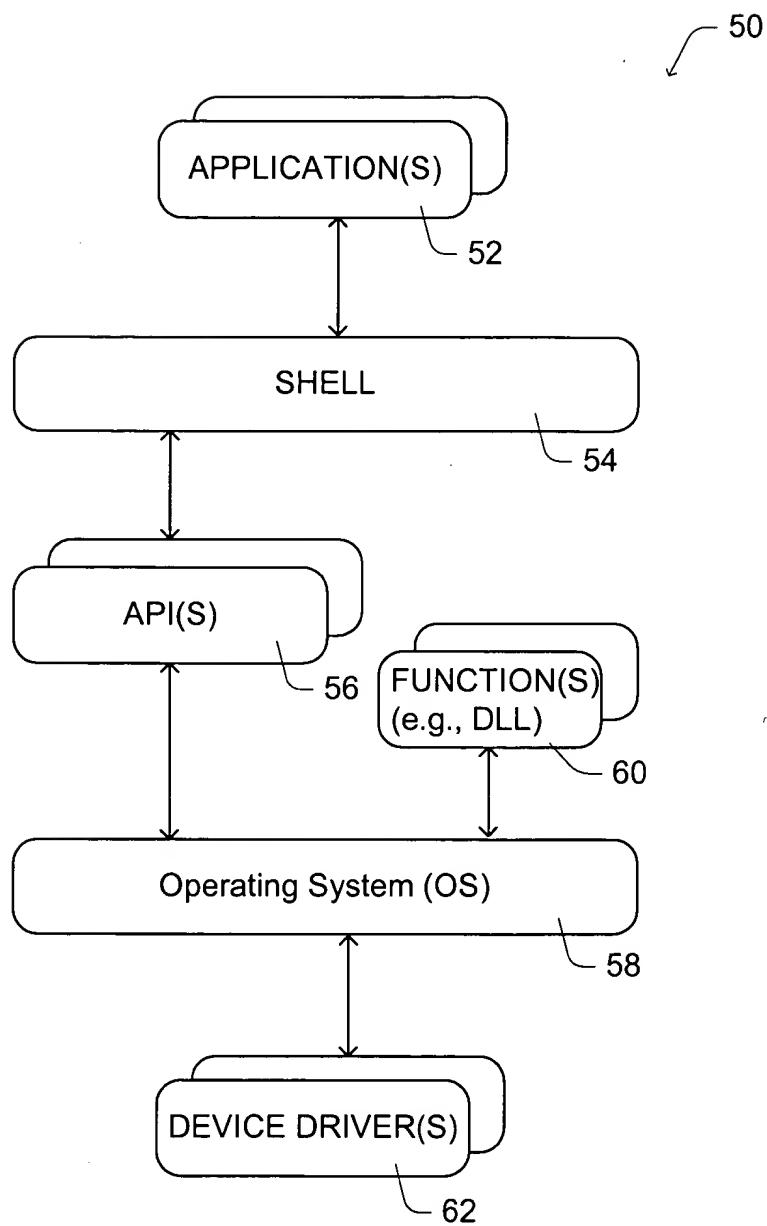 50
APPLICATION(S)
52
SHELL
54
API(S)
56
FUNCTION(S)
(e.g., DLL)
60
Operating System (OS)
58
DEVICE DRIVER(S)
62